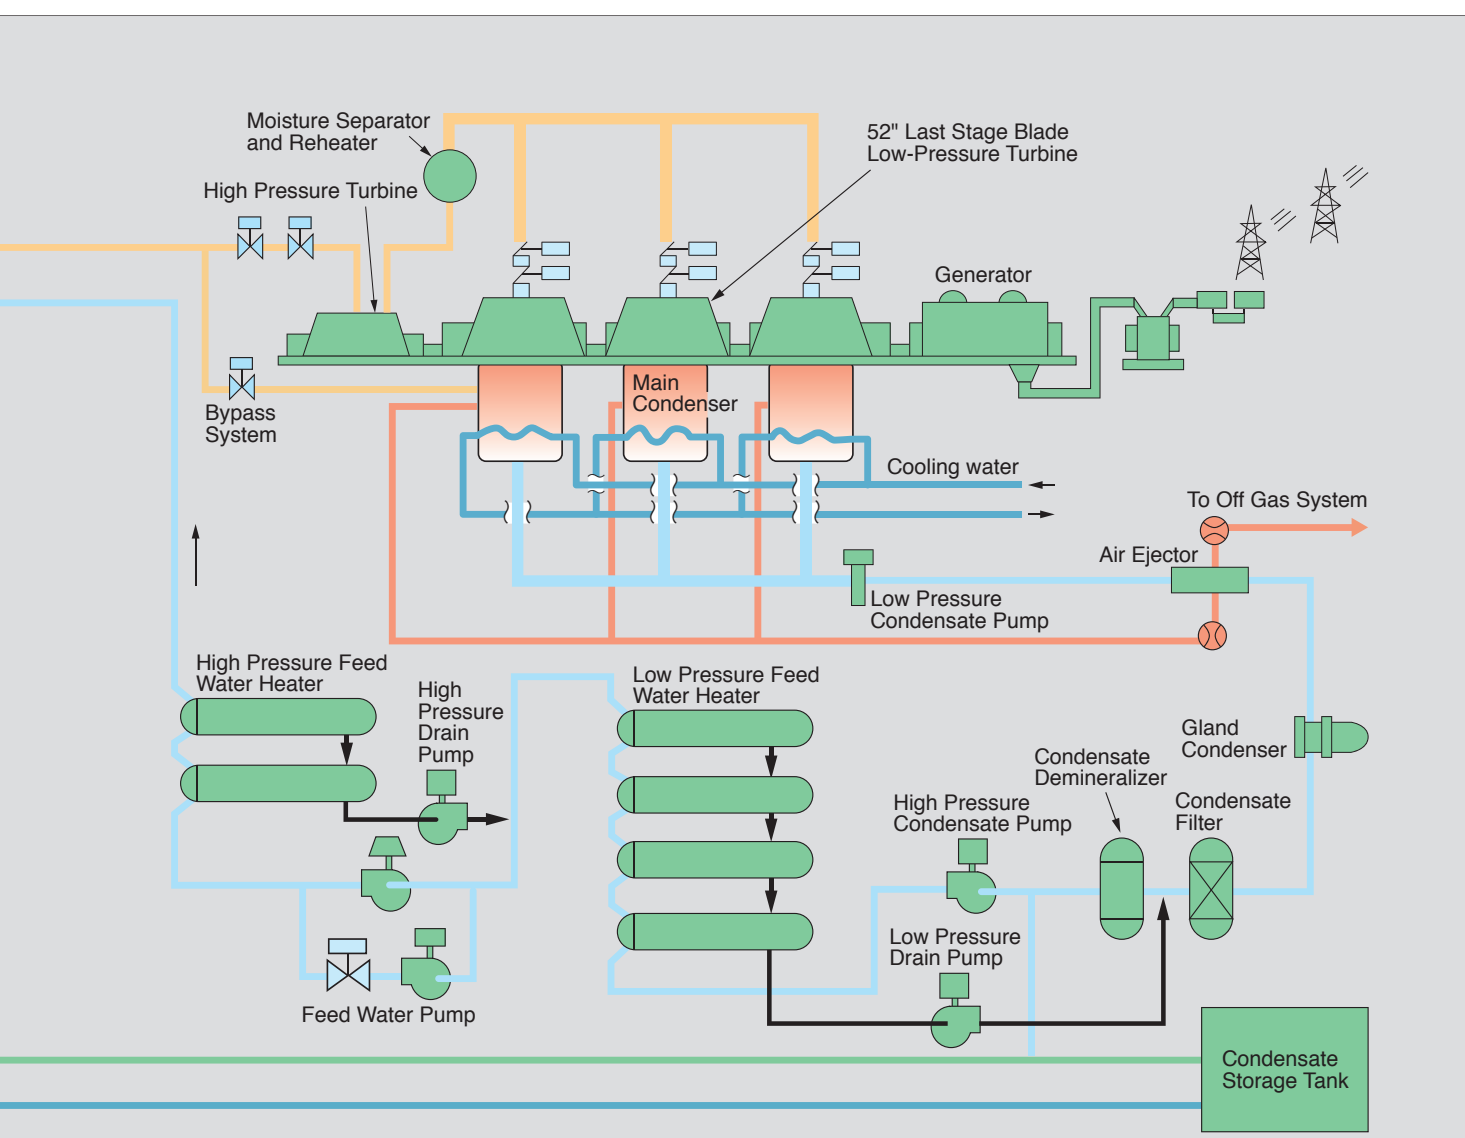 Moisture Separator
and Reheater
52" Last Stage Blade
Low-Pressure Turbine
High Pressure Turbine
Generator
Main
Condenser
Bypass
System
Cooling water
To Off Gas System
Air Ejector
Low Pressure
Condensate Pump
High Pressure Feed
Water Heater
Low Pressure Feed
Water Heater
High
Pressure
Drain
Pump
Gland
Condenser
Condensate
Demineralizer
High Pressure
Condensate Pump
Condensate
Filter
Low Pressure
Drain Pump
Feed Water Pump
Condensate
Storage Tank